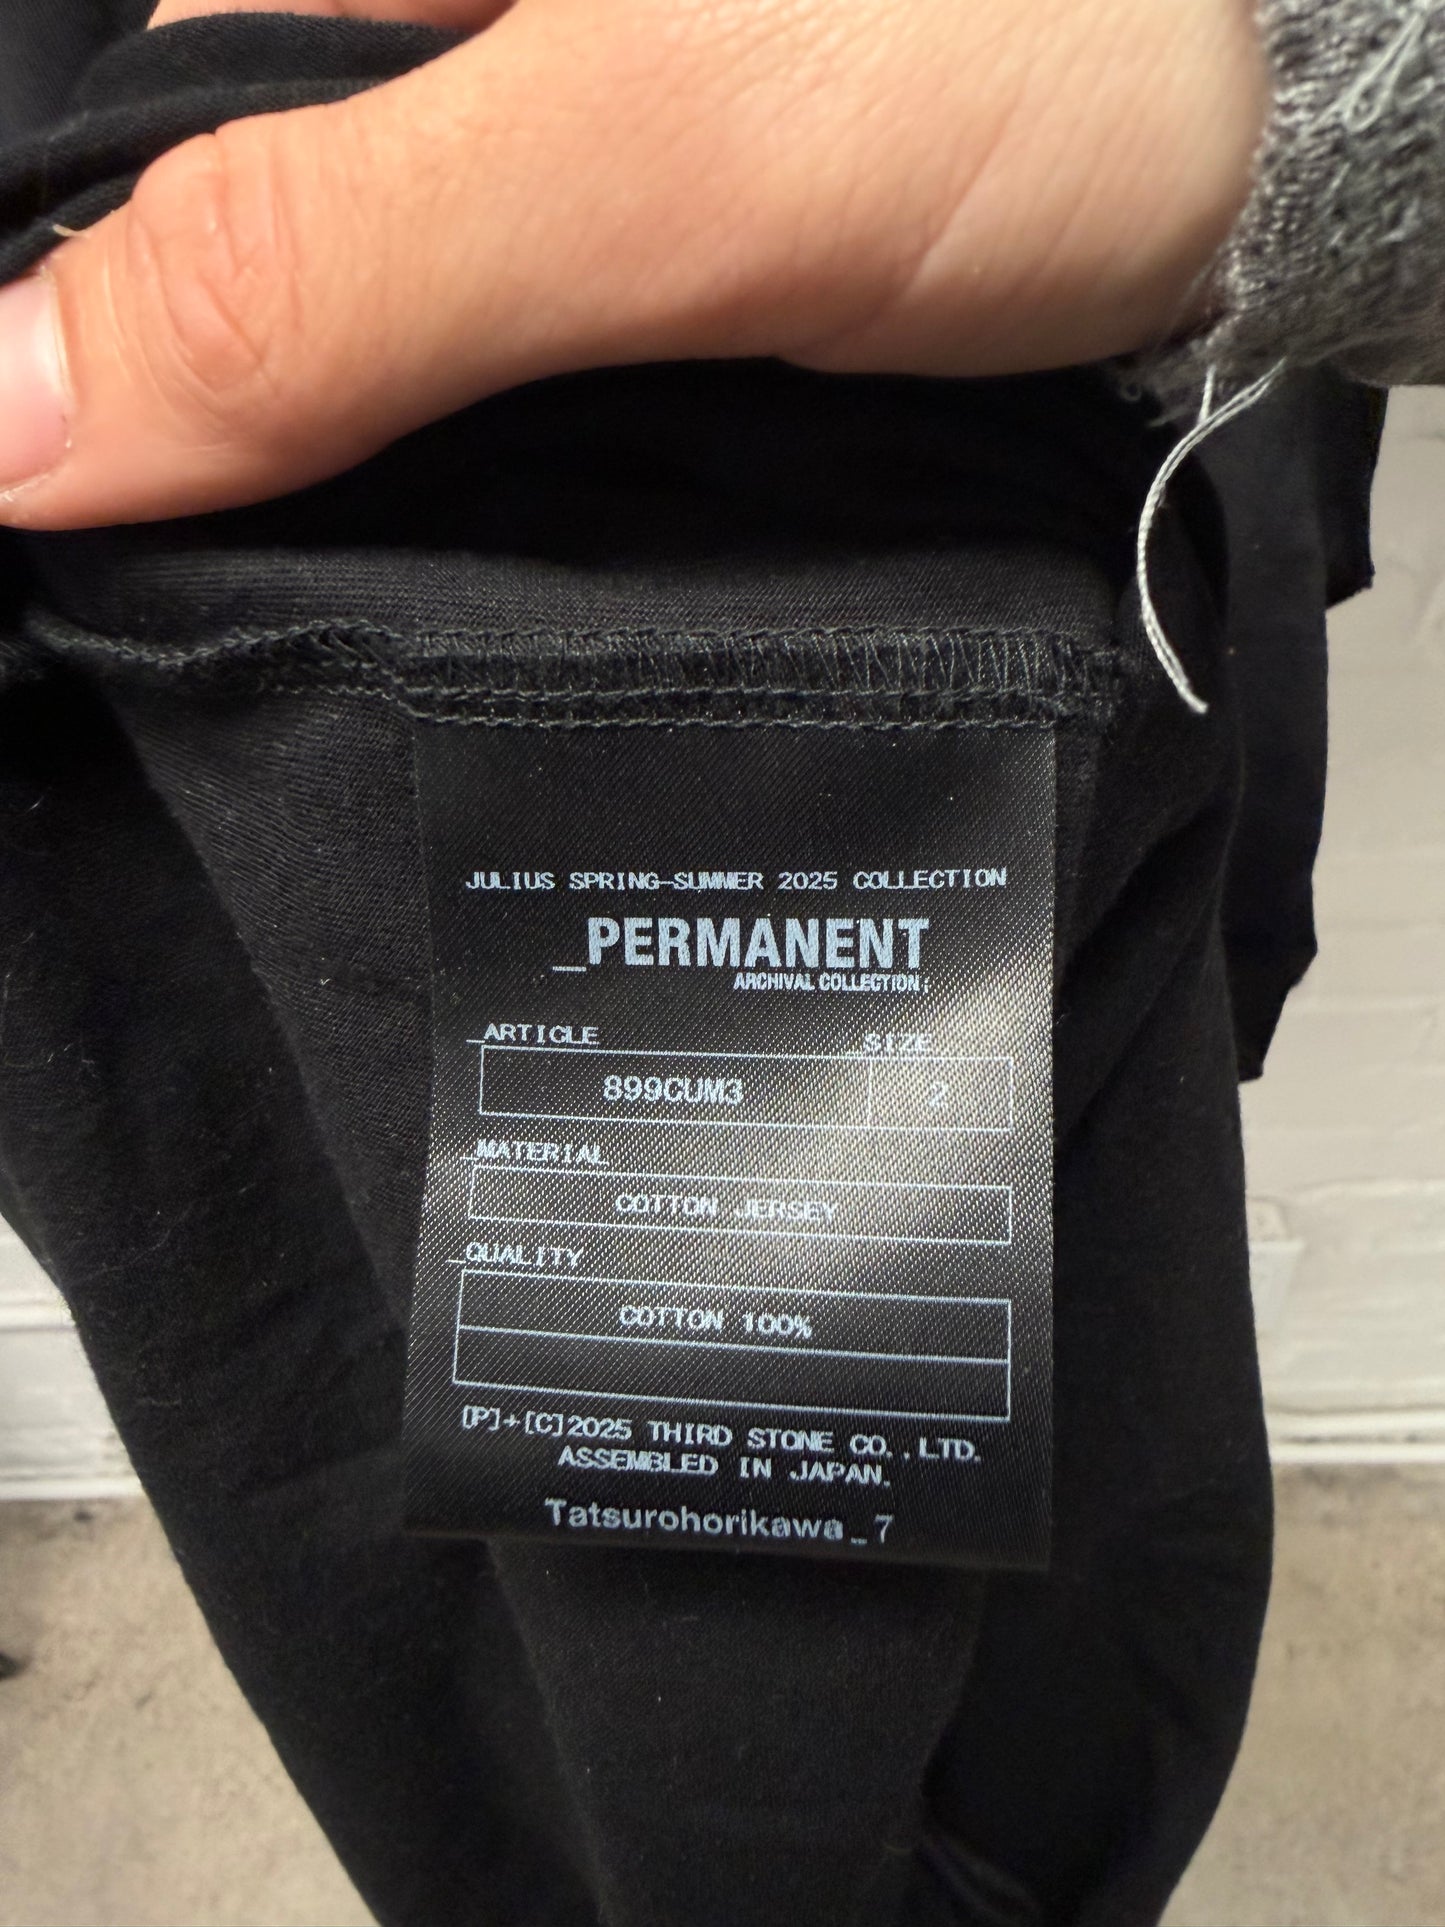 JULIUS SPRING-SUMMER 2025 COLLECTION
_PERMANENT
ARCHIVAL COLLECTION;
_ARTICLE _SIZE
899CUM3 2
_MATERIAL
COTTON JERSEY
_QUALITY
COTTON 100%
[P]+[C]2025 THIRD STONE CO.,LTD.
ASSEMBLED IN JAPAN.
Tatsurohorikawa_7